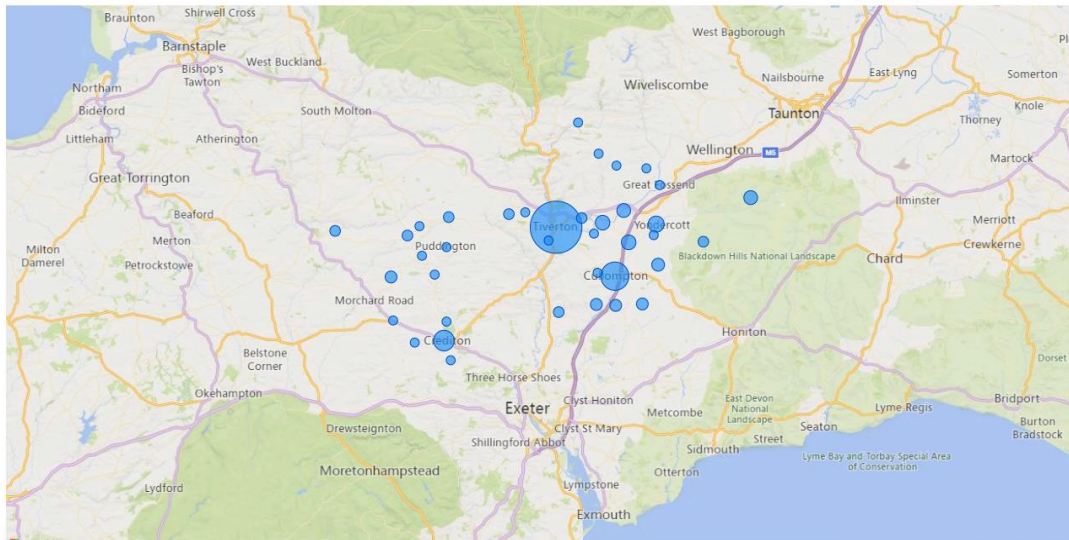 Braunton
Shirwell Cross
Barnstaple
West Bagborough
Bishop's
Tawton
West Buckland
Nailsbourne
East Lyng
Somerton
Northam
Wiveliscombe
Bideford
South Molton
Taunton
Knole
Thorney
Littleham
Atherington
Wellington
M5
Martock
Great Torrington
Ilminster
Beaford
Tiverton
Yondercott
Merriott
Milton
Damerel
Merton
Puddington
Crewkerne
Petrockstowe
Blackdown Hills National Landscape
Chard
Cullompton
Morchard Road
Honiton
Crediton
Belstone
Corner
Dorset
Three Horse Shoes
Okehampton
Exeter
Clyst Honiton
East Devon
National
Landscape
Metcombe
Lyme Regis
Bridport
Drewsteignton
Clyst St Mary
Seaton
Burton
Bradstock
Shillingford Abbot
Sidmouth
Street
Moretonhampstead
Otterton
Lyme Bay and Torbay Special Area
of Conservation
Lydford
Lympstone
Exmouth